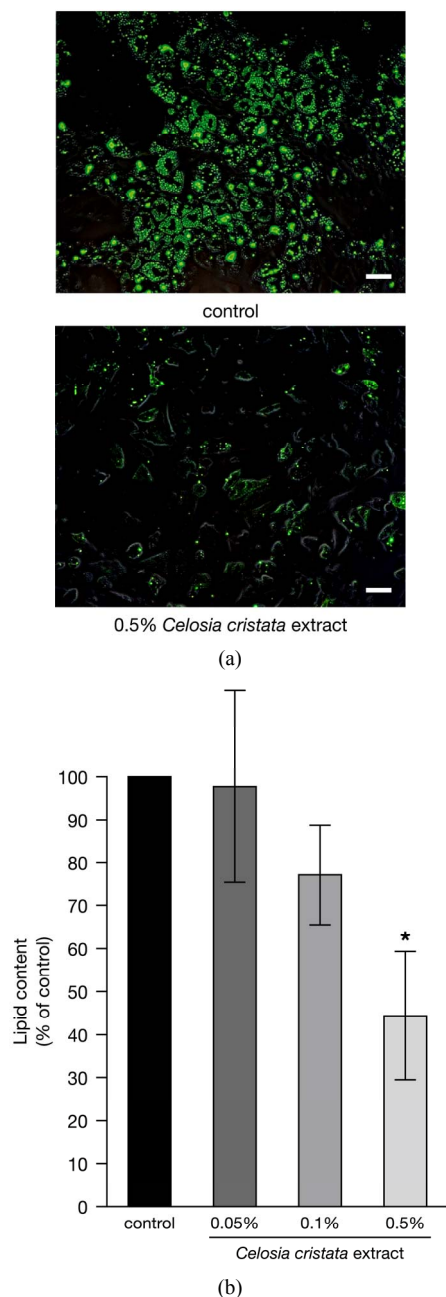 control
0.5% Celosia cristata extract
(a)
Lipid content
(% of control)
100
90
80
70
60
50
40
30
20
10
0
*
control
0.05%
0.1%
0.5%
Celosia cristata extract
(b)